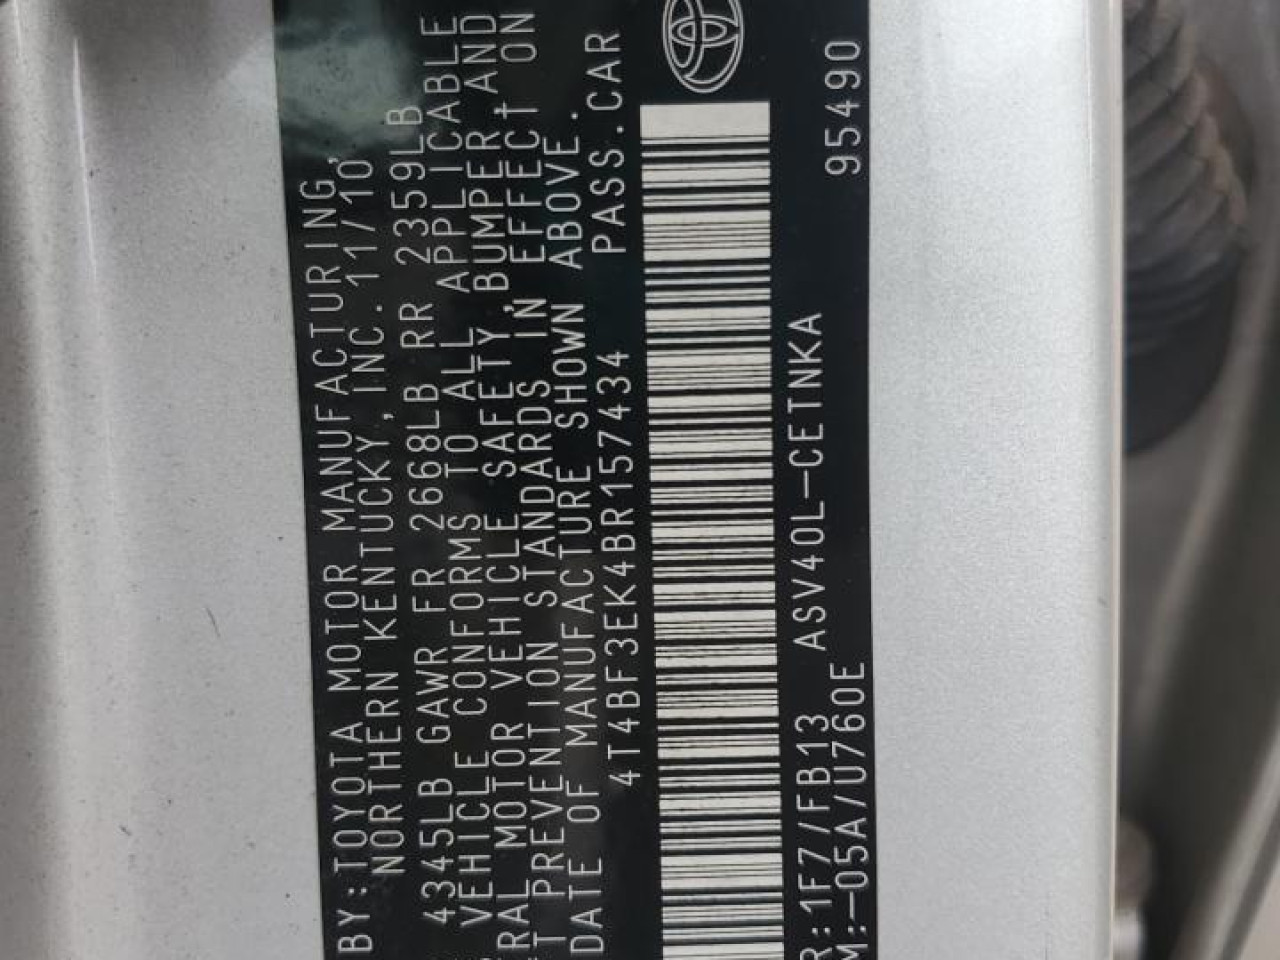 BY:TOYOTA MOTOR MANUFACTURING,
NORTHERN KENTUCKY,INC. 11/10
4345LB GAWR FR 2668LB RR 2359LB
VEHICLE CONFORMS TO ALL APPLICABLE
RAL MOTOR VEHICLE SAFETY,BUMPER AND
T PREVENTION STANDARDS IN EFFECT ON
DATE OF MANUFACTURE SHOWN ABOVE.
4T4BF3EK4BR157434 PASS.CAR
R:1F7/FB13 ASV40L-CETNKA
M:-05A/U760E 95490